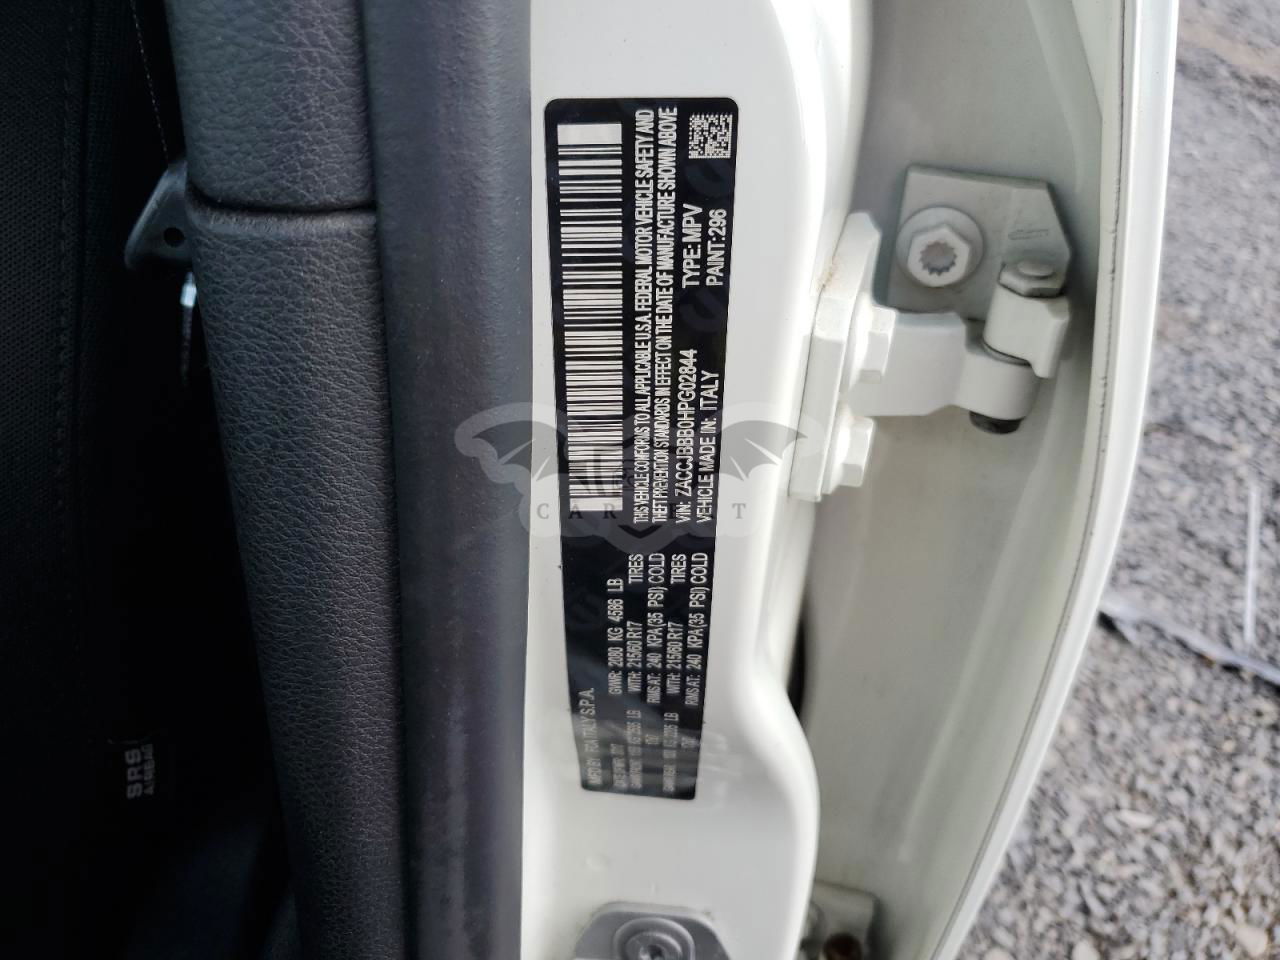 MFD BY FCA ITALY S.P.A.
GVWR: 2080 KG 4586 LB
WITH: 215/60 R17 TIRES
RIMS AT: 240 KPA (35 PSI) COLD
WITH: 215/60 R17 TIRES
RIMS AT: 240 KPA (35 PSI) COLD
THIS VEHICLE CONFORMS TO ALL APPLICABLE U.S.A. FEDERAL MOTOR VEHICLE SAFETY AND
THEFT PREVENTION STANDARDS IN EFFECT ON THE DATE OF MANUFACTURE SHOWN ABOVE
VIN: ZACCJBBB0HPG02844 TYPE: MPV
VEHICLE MADE IN: ITALY PAINT: 296
SRS
AIRBAG